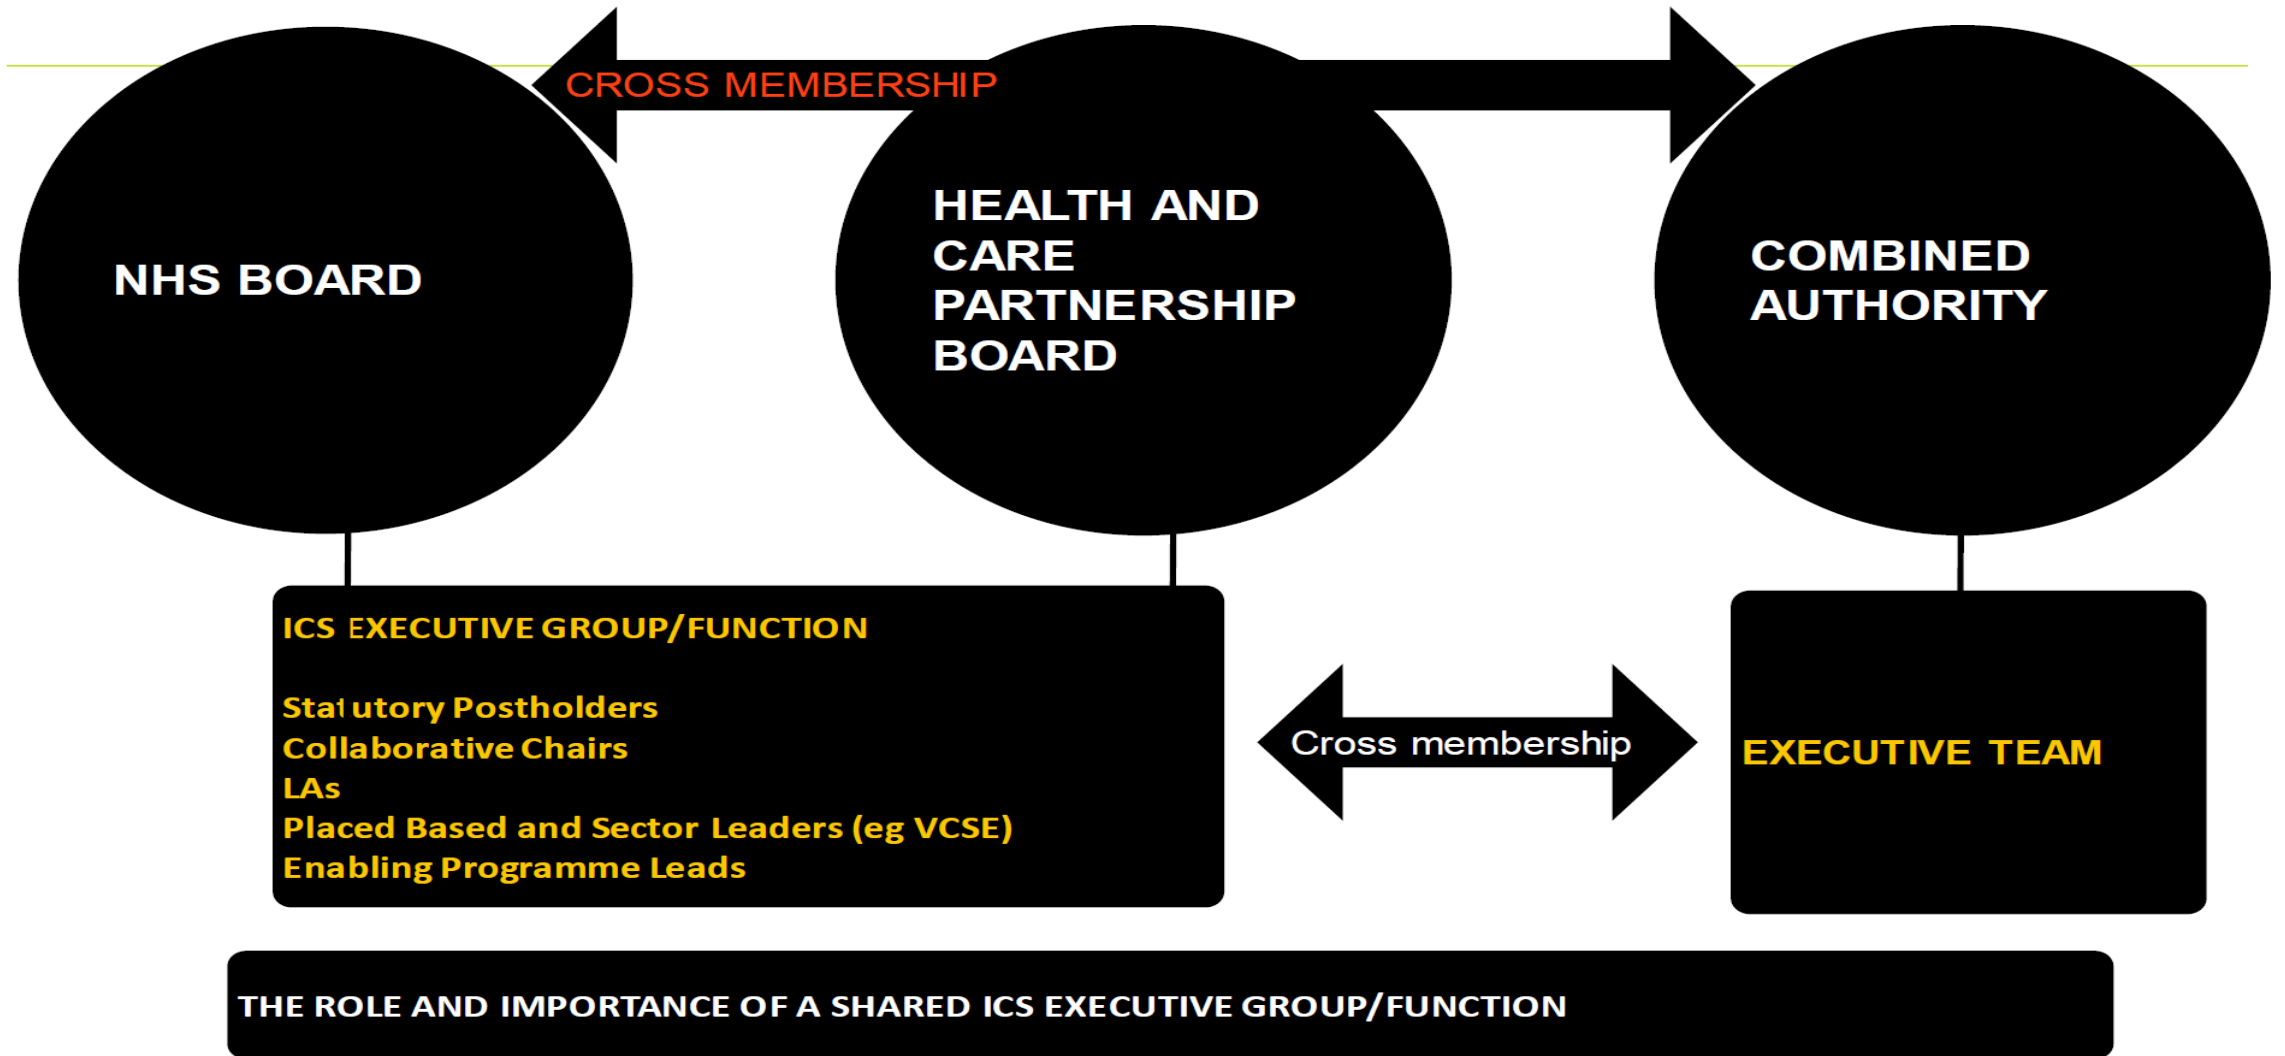 CROSS MEMBERSHIP
NHS BOARD
HEALTH AND
CARE
PARTNERSHIP
BOARD
COMBINED
AUTHORITY
ICS EXECUTIVE GROUP/FUNCTION
Statutory Postholders
Collaborative Chairs
LAs
Placed Based and Sector Leaders (eg VCSE)
Enabling Programme Leads
Cross membership
EXECUTIVE TEAM
THE ROLE AND IMPORTANCE OF A SHARED ICS EXECUTIVE GROUP/FUNCTION